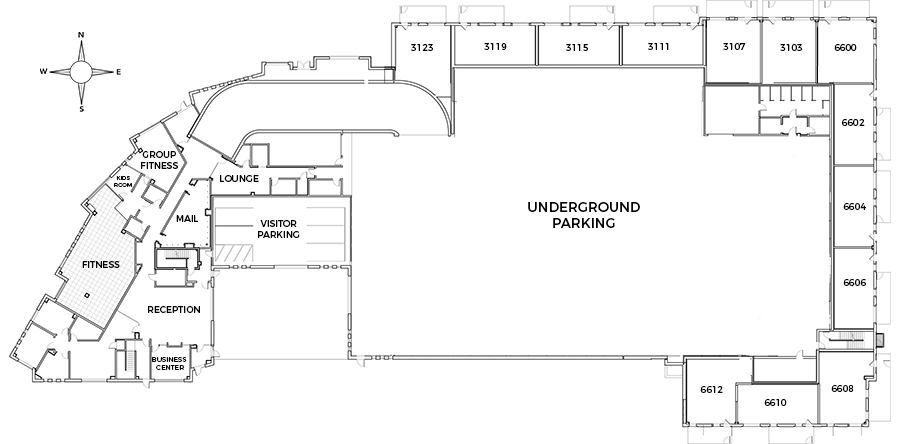 N
W E
S
3123
3119
3115
3111
3107
3103
6600
6602
6604
6606
6608
6610
6612
GROUP
FITNESS
KIDS
ROOM
LOUNGE
MAIL
VISITOR
PARKING
UNDERGROUND
PARKING
FITNESS
RECEPTION
BUSINESS
CENTER